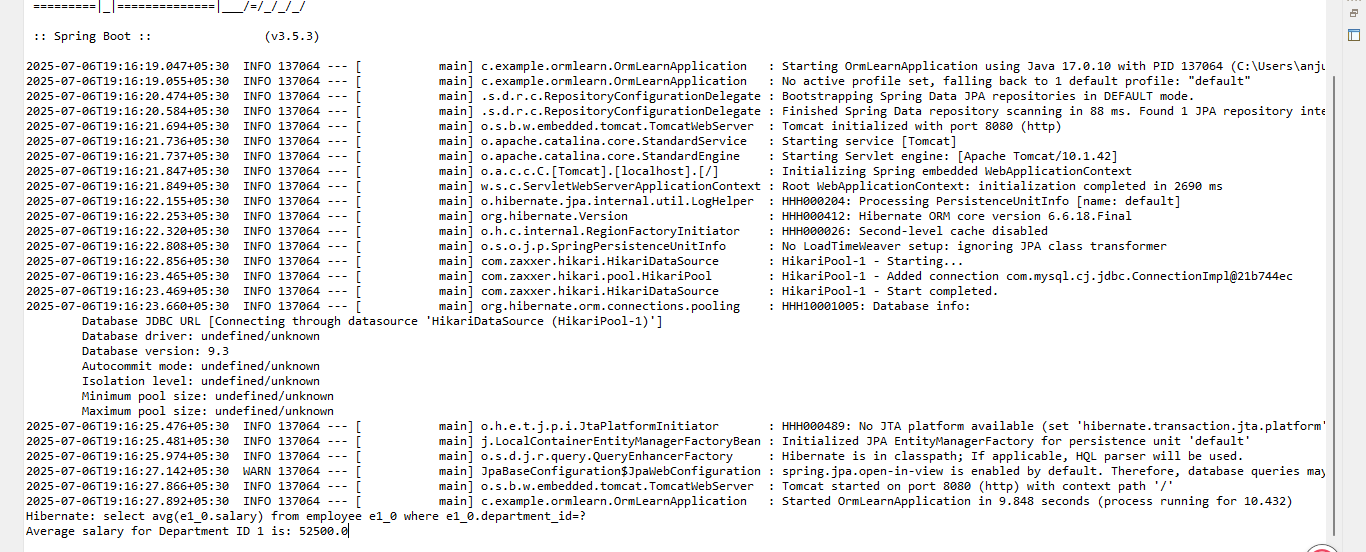 =========|_|==============|___/=/_/_/_/
:: Spring Boot ::                (v3.5.3)
2025-07-06T19:16:19.047+05:30  INFO 137064 --- [           main] c.example.ormlearn.OrmLearnApplication   : Starting OrmLearnApplication using Java 17.0.10 with PID 137064 (C:\Users\anju
2025-07-06T19:16:19.055+05:30  INFO 137064 --- [           main] c.example.ormlearn.OrmLearnApplication   : No active profile set, falling back to 1 default profile: "default"
2025-07-06T19:16:20.474+05:30  INFO 137064 --- [           main] .s.d.r.c.RepositoryConfigurationDelegate : Bootstrapping Spring Data JPA repositories in DEFAULT mode.
2025-07-06T19:16:20.584+05:30  INFO 137064 --- [           main] .s.d.r.c.RepositoryConfigurationDelegate : Finished Spring Data repository scanning in 88 ms. Found 1 JPA repository inte
2025-07-06T19:16:21.694+05:30  INFO 137064 --- [           main] o.s.b.w.embedded.tomcat.TomcatWebServer  : Tomcat initialized with port 8080 (http)
2025-07-06T19:16:21.736+05:30  INFO 137064 --- [           main] o.apache.catalina.core.StandardService   : Starting service [Tomcat]
2025-07-06T19:16:21.737+05:30  INFO 137064 --- [           main] o.apache.catalina.core.StandardEngine    : Starting Servlet engine: [Apache Tomcat/10.1.42]
2025-07-06T19:16:21.847+05:30  INFO 137064 --- [           main] o.a.c.c.C.[Tomcat].[localhost].[/]       : Initializing Spring embedded WebApplicationContext
2025-07-06T19:16:21.849+05:30  INFO 137064 --- [           main] w.s.c.ServletWebServerApplicationContext : Root WebApplicationContext: initialization completed in 2690 ms
2025-07-06T19:16:22.155+05:30  INFO 137064 --- [           main] o.hibernate.jpa.internal.util.LogHelper  : HHH000204: Processing PersistenceUnitInfo [name: default]
2025-07-06T19:16:22.253+05:30  INFO 137064 --- [           main] org.hibernate.Version                    : HHH000412: Hibernate ORM core version 6.6.18.Final
2025-07-06T19:16:22.320+05:30  INFO 137064 --- [           main] o.h.c.internal.RegionFactoryInitiator    : HHH000026: Second-level cache disabled
2025-07-06T19:16:22.808+05:30  INFO 137064 --- [           main] o.s.o.j.p.SpringPersistenceUnitInfo      : No LoadTimeWeaver setup: ignoring JPA class transformer
2025-07-06T19:16:22.856+05:30  INFO 137064 --- [           main] com.zaxxer.hikari.HikariDataSource       : HikariPool-1 - Starting...
2025-07-06T19:16:23.465+05:30  INFO 137064 --- [           main] com.zaxxer.hikari.pool.HikariPool        : HikariPool-1 - Added connection com.mysql.cj.jdbc.ConnectionImpl@21b744ec
2025-07-06T19:16:23.469+05:30  INFO 137064 --- [           main] com.zaxxer.hikari.HikariDataSource       : HikariPool-1 - Start completed.
2025-07-06T19:16:23.660+05:30  INFO 137064 --- [           main] org.hibernate.orm.connections.pooling    : HHH10001005: Database info:
Database JDBC URL [Connecting through datasource 'HikariDataSource (HikariPool-1)']
Database driver: undefined/unknown
Database version: 9.3
Autocommit mode: undefined/unknown
Isolation level: undefined/unknown
Minimum pool size: undefined/unknown
Maximum pool size: undefined/unknown
2025-07-06T19:16:25.476+05:30  INFO 137064 --- [           main] o.h.e.t.j.p.i.JtaPlatformInitiator       : HHH000489: No JTA platform available (set 'hibernate.transaction.jta.platform'
2025-07-06T19:16:25.481+05:30  INFO 137064 --- [           main] j.LocalContainerEntityManagerFactoryBean : Initialized JPA EntityManagerFactory for persistence unit 'default'
2025-07-06T19:16:25.974+05:30  INFO 137064 --- [           main] o.s.d.j.r.query.QueryEnhancerFactory     : Hibernate is in classpath; If applicable, HQL parser will be used.
2025-07-06T19:16:27.142+05:30  WARN 137064 --- [           main] JpaBaseConfiguration$JpaWebConfiguration : spring.jpa.open-in-view is enabled by default. Therefore, database queries may
2025-07-06T19:16:27.866+05:30  INFO 137064 --- [           main] o.s.b.w.embedded.tomcat.TomcatWebServer  : Tomcat started on port 8080 (http) with context path '/'
2025-07-06T19:16:27.892+05:30  INFO 137064 --- [           main] c.example.ormlearn.OrmLearnApplication   : Started OrmLearnApplication in 9.848 seconds (process running for 10.432)
Hibernate: select avg(e1_0.salary) from employee e1_0 where e1_0.department_id=?
Average salary for Department ID 1 is: 52500.0